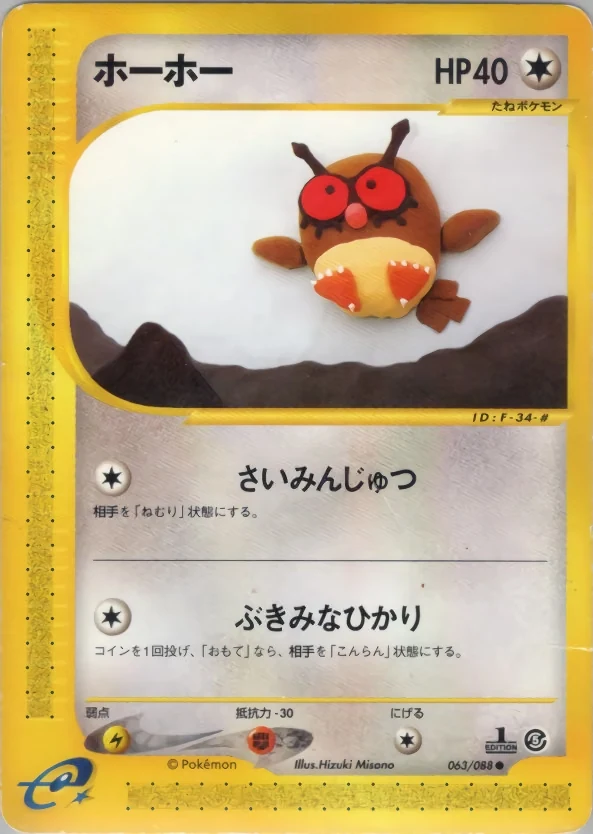 ホーホー HP40
たねポケモン
ID:F-34-#
さいみんじゅつ
相手を「ねむり」状態にする。
ぶきみなひかり
コインを1回投げ、「おもて」なら、相手を「こんらん」状態にする。
弱点 抵抗力-30 にげる
1 EDITION
5
© Pokémon Illus.Hizuki Misono 063/088 ●
e